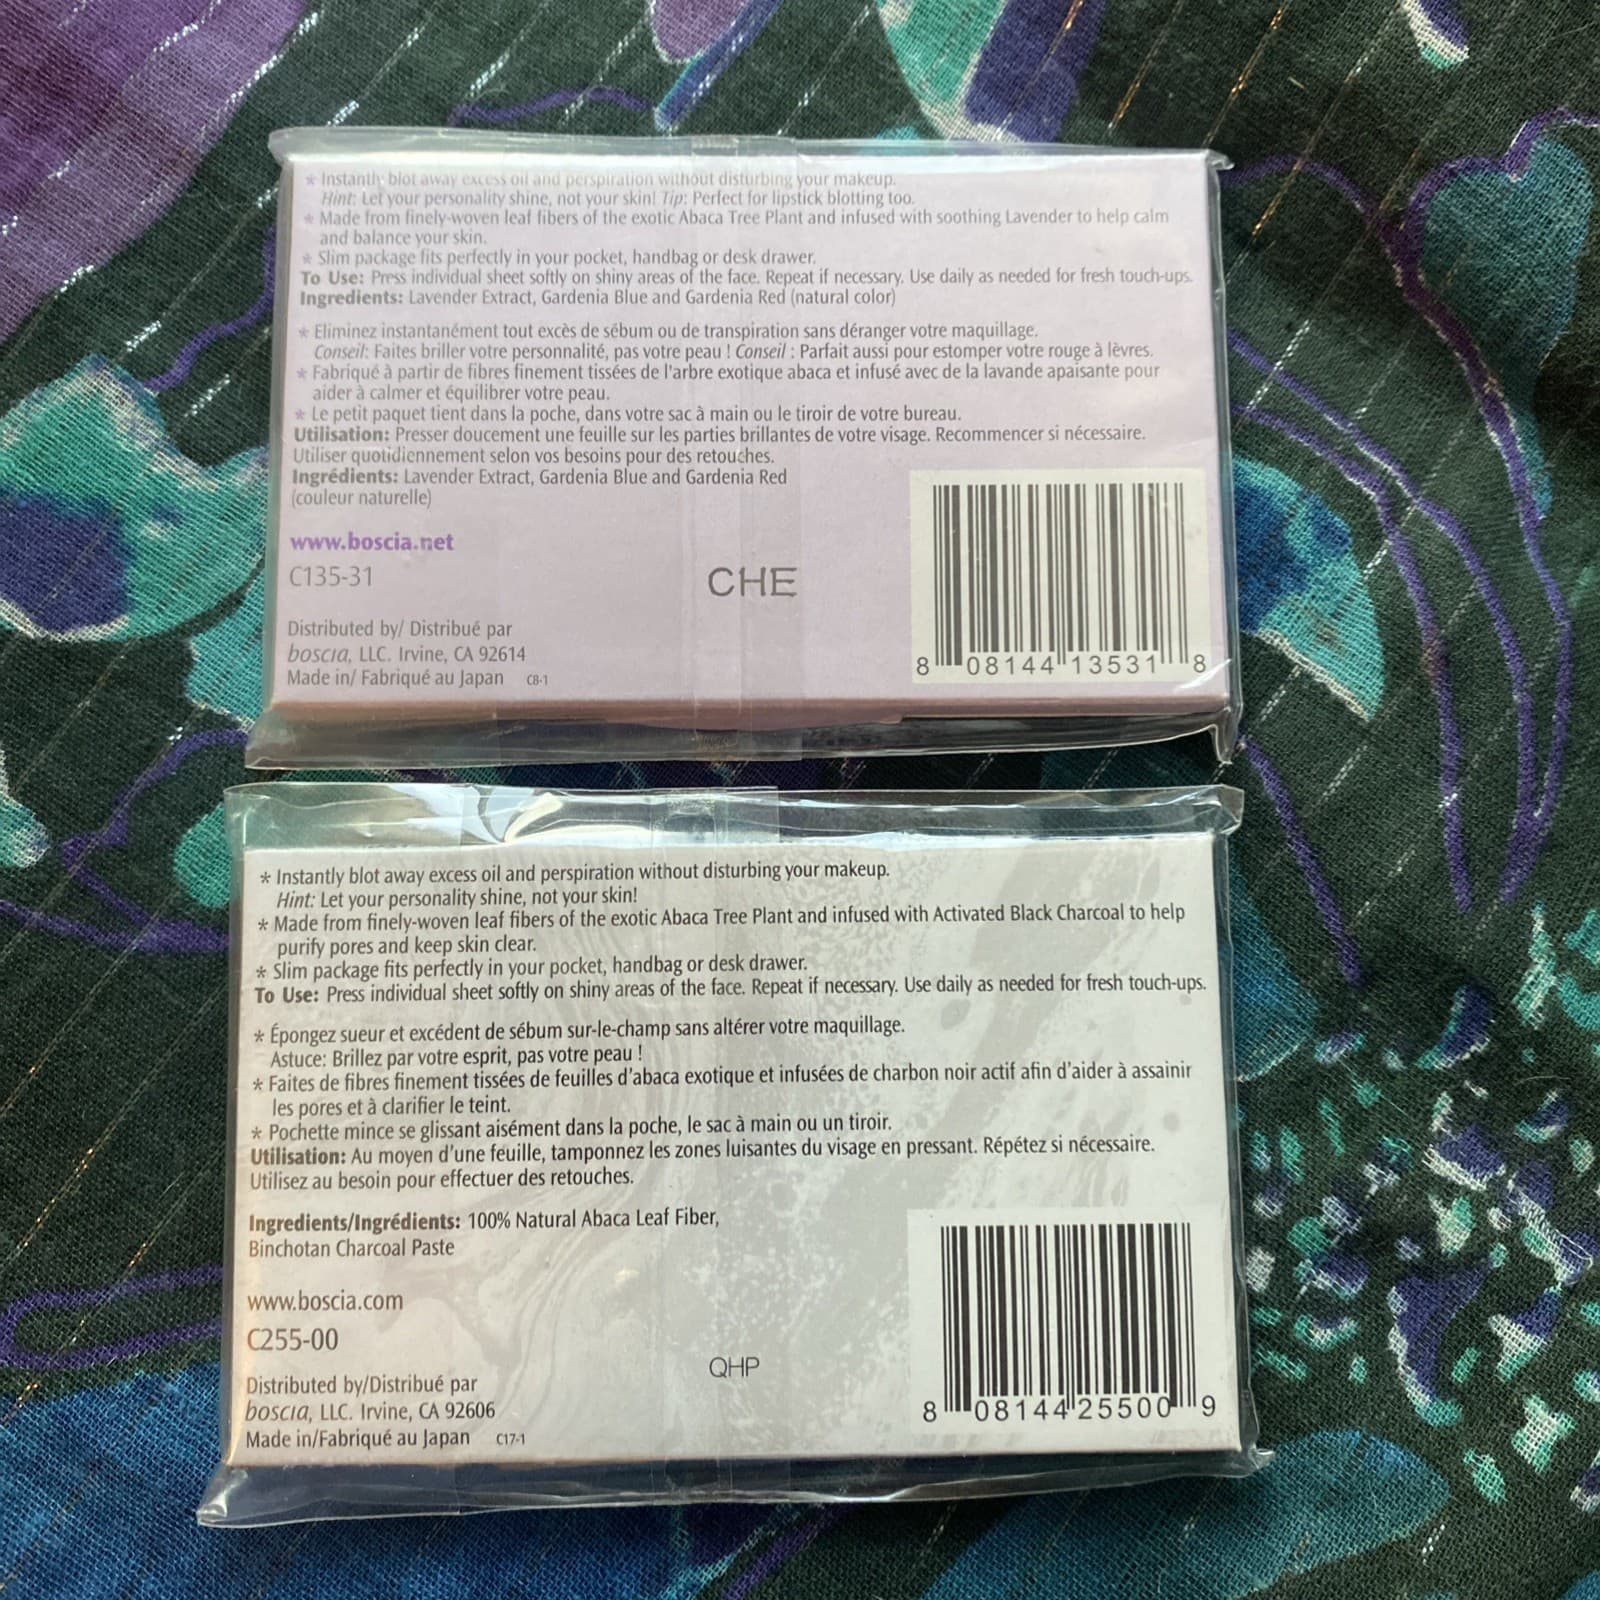 * Instantly blot away excess oil and perspiration without disturbing your makeup.
Hint: Let your personality shine, not your skin! Tip: Perfect for lipstick blotting too.
* Made from finely-woven leaf fibers of the exotic Abaca Tree Plant and infused with soothing Lavender to help calm
and balance your skin.
* Slim package fits perfectly in your pocket, handbag or desk drawer.
To Use: Press individual sheet softly on shiny areas of the face. Repeat if necessary. Use daily as needed for fresh touch-ups.
Ingredients: Lavender Extract, Gardenia Blue and Gardenia Red (natural color)
* Eliminez instantanément tout excès de sébum ou de transpiration sans déranger votre maquillage.
Conseil: Faites briller votre personnalité, pas votre peau ! Conseil : Parfait aussi pour estomper votre rouge à lèvres.
* Fabriqué à partir de fibres finement tissées de l'arbre exotique abaca et infusé avec de la lavande apaisante pour
aider à calmer et équilibrer votre peau.
* Le petit paquet tient dans la poche, dans votre sac à main ou le tiroir de votre bureau.
Utilisation: Presser doucement une feuille sur les parties brillantes de votre visage. Recommencer si nécessaire.
Utiliser quotidiennement selon vos besoins pour des retouches.
Ingrédients: Lavender Extract, Gardenia Blue and Gardenia Red
(couleur naturelle)
www.boscia.net
C135-31
CHE
Distributed by/ Distribué par
boscia, LLC. Irvine, CA 92614
Made in/ Fabriqué au Japan C8-1
8 08144 13531 8
* Instantly blot away excess oil and perspiration without disturbing your makeup.
Hint: Let your personality shine, not your skin!
* Made from finely-woven leaf fibers of the exotic Abaca Tree Plant and infused with Activated Black Charcoal to help
purify pores and keep skin clear.
* Slim package fits perfectly in your pocket, handbag or desk drawer.
To Use: Press individual sheet softly on shiny areas of the face. Repeat if necessary. Use daily as needed for fresh touch-ups.
* Épongez sueur et excédent de sébum sur-le-champ sans altérer votre maquillage.
Astuce: Brillez par votre esprit, pas votre peau !
* Faites de fibres finement tissées de feuilles d'abaca exotique et infusées de charbon noir actif afin d'aider à assainir
les pores et à clarifier le teint.
* Pochette mince se glissant aisément dans la poche, le sac à main ou un tiroir.
Utilisation: Au moyen d'une feuille, tamponnez les zones luisantes du visage en pressant. Répétez si nécessaire.
Utilisez au besoin pour effectuer des retouches.
Ingredients/Ingrédients: 100% Natural Abaca Leaf Fiber,
Binchotan Charcoal Paste
www.boscia.com
C255-00
QHP
Distributed by/Distribué par
boscia, LLC. Irvine, CA 92606
Made in/Fabriqué au Japan C17-1
8 08144 25500 9